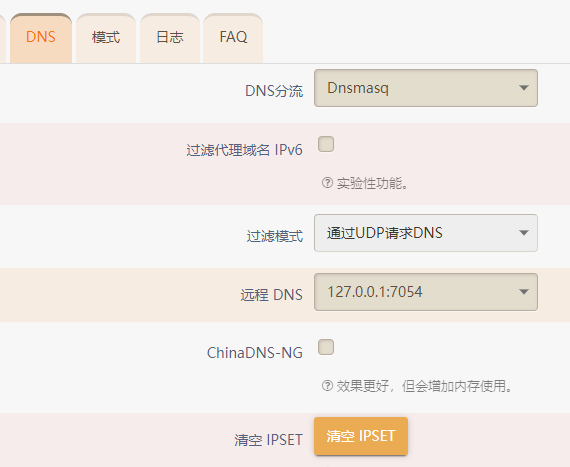 DNS 模式 日志 FAQ
DNS分流 Dnsmasq
过滤代理域名 IPv6
实验性功能。
过滤模式 通过UDP请求DNS
远程 DNS 127.0.0.1:7054
ChinaDNS-NG
效果更好，但会增加内存使用。
清空 IPSET 清空 IPSET